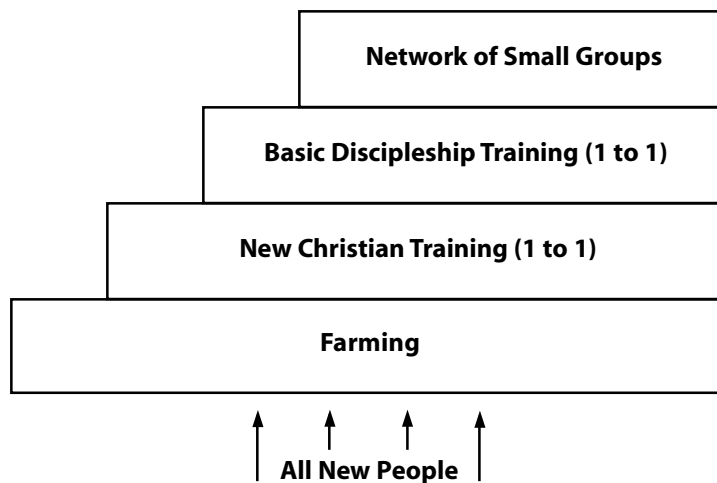 Network of Small Groups
Basic Discipleship Training (1 to 1)
New Christian Training (1 to 1)
Farming
All New People